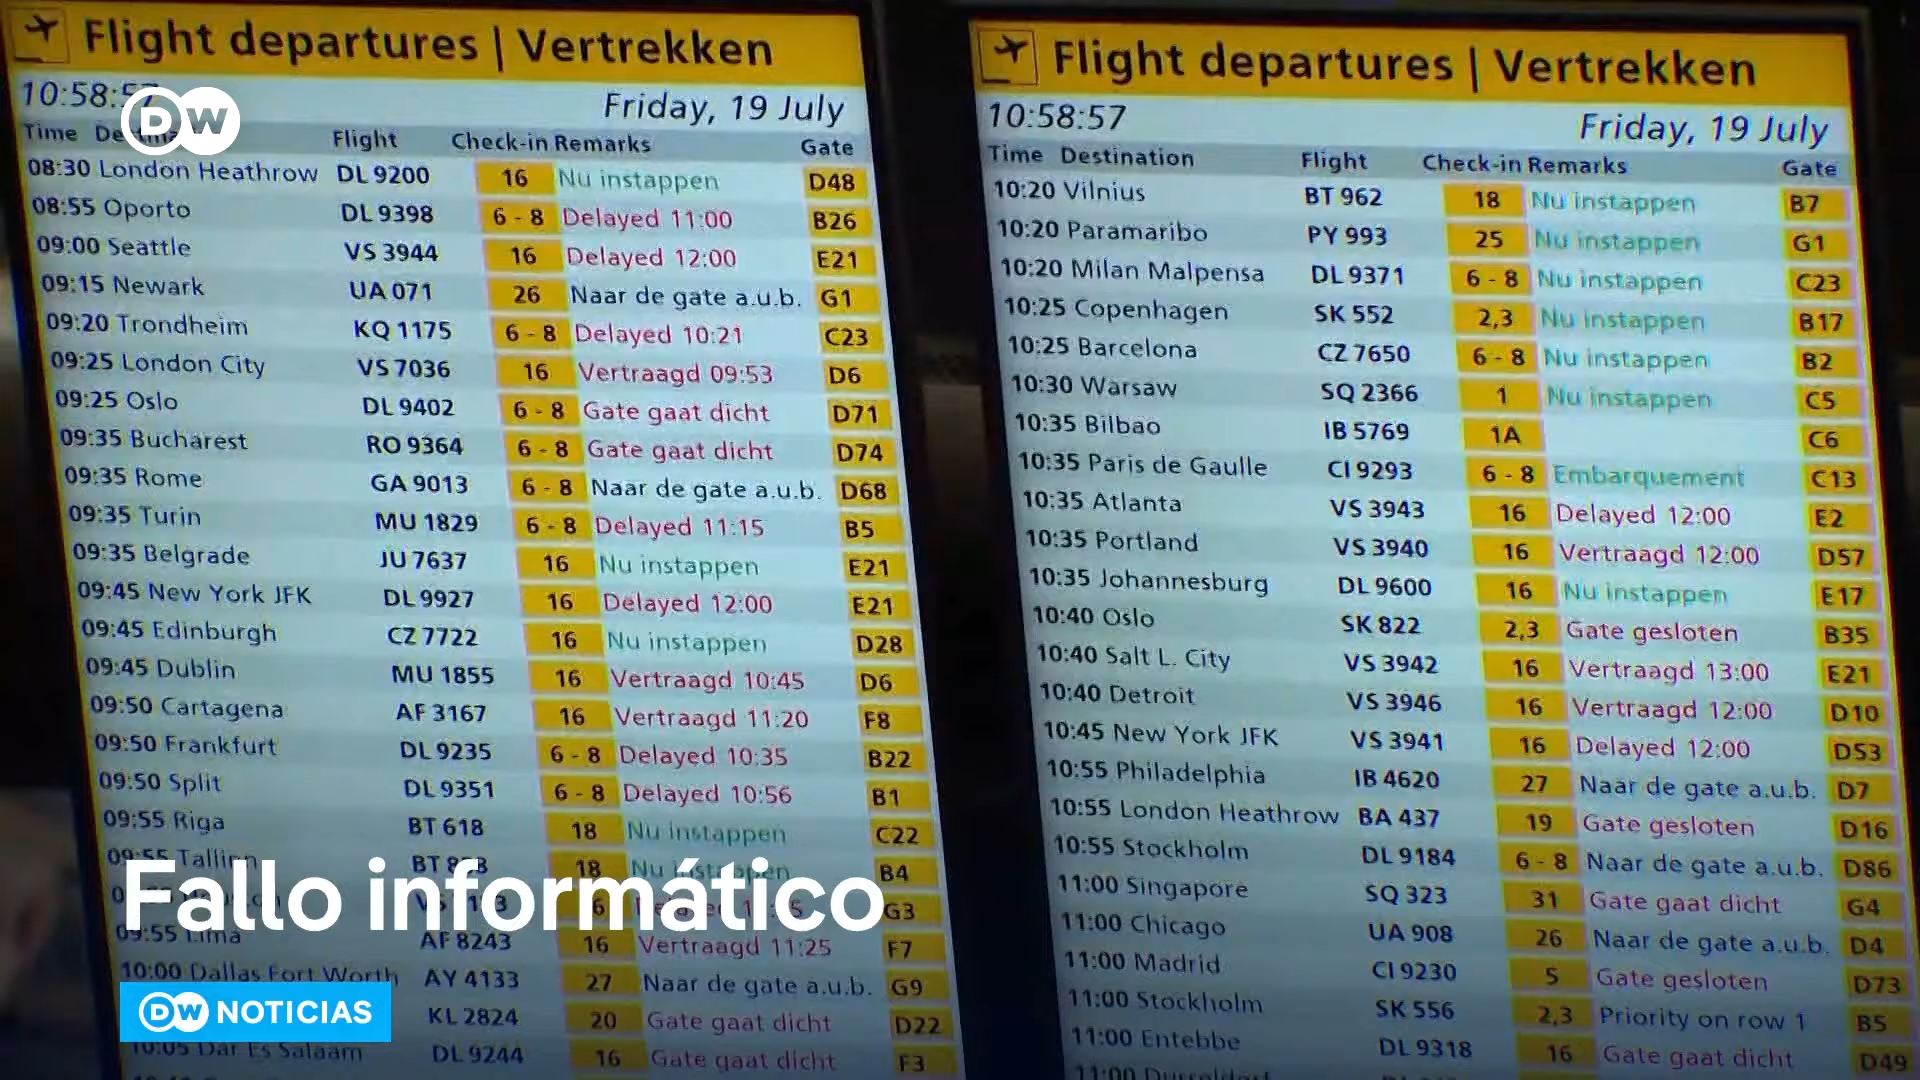 Flight departures | Vertrekken
10:58:57
DW
Friday, 19 July
Time Flight Check-in Remarks Gate
08:30 London Heathrow DL 9200 16 Nu instappen D48
08:55 Oporto DL 9398 6 - 8 Delayed 11:00 B26
09:00 Seattle VS 3944 16 Delayed 12:00 E21
09:15 Newark UA 071 26 Naar de gate a.u.b. G1
09:20 Trondheim KQ 1175 6 - 8 Delayed 10:21 C23
09:25 London City VS 7036 16 Vertraagd 09:53 D6
09:25 Oslo DL 9402 6 - 8 Gate gaat dicht D71
09:35 Bucharest RO 9364 6 - 8 Gate gaat dicht D74
09:35 Rome GA 9013 6 - 8 Naar de gate a.u.b. D68
09:35 Turin MU 1829 6 - 8 Delayed 11:15 B5
09:35 Belgrade JU 7637 16 Nu instappen E21
09:45 New York JFK DL 9927 16 Delayed 12:00 E21
09:45 Edinburgh CZ 7722 16 Nu instappen D28
09:45 Dublin MU 1855 16 Vertraagd 10:45 D6
09:50 Cartagena AF 3167 16 Vertraagd 11:20 F8
09:50 Frankfurt DL 9235 6 - 8 Delayed 10:35 B22
09:50 Split DL 9351 6 - 8 Delayed 10:56 B1
09:55 Riga BT 618 18 Nu instappen C22
09:55 Tallinn BT 18 Nu instappen B4
G3
09:55 Lima AF 8243 16 Vertraagd 11:25 F7
10:00 Dallas Fort Worth AY 4133 27 Naar de gate a.u.b. G9
KL 2824 20 Gate gaat dicht D22
10:05 Dar Es Salaam DL 9244 16 Gate gaat dicht F3
Flight departures | Vertrekken
10:58:57
Friday, 19 July
Time Destination Flight Check-in Remarks Gate
10:20 Vilnius BT 962 18 Nu instappen B7
10:20 Paramaribo PY 993 25 Nu instappen G1
10:20 Milan Malpensa DL 9371 6 - 8 Nu instappen C23
10:25 Copenhagen SK 552 2,3 Nu instappen B17
10:25 Barcelona CZ 7650 6 - 8 Nu instappen B2
10:30 Warsaw SQ 2366 1 Nu instappen C5
10:35 Bilbao IB 5769 1A C6
10:35 Paris de Gaulle CI 9293 6 - 8 Embarquement C13
10:35 Atlanta VS 3943 16 Delayed 12:00 E2
10:35 Portland VS 3940 16 Vertraagd 12:00 D57
10:35 Johannesburg DL 9600 16 Nu instappen E17
10:40 Oslo SK 822 2,3 Gate gesloten B35
10:40 Salt L. City VS 3942 16 Vertraagd 13:00 E21
10:40 Detroit VS 3946 16 Vertraagd 12:00 D10
10:45 New York JFK VS 3941 16 Delayed 12:00 D53
10:55 Philadelphia IB 4620 27 Naar de gate a.u.b. D7
10:55 London Heathrow BA 437 19 Gate gesloten D16
10:55 Stockholm DL 9184 6 - 8 Naar de gate a.u.b. D86
11:00 Singapore SQ 323 31 Gate gaat dicht G4
11:00 Chicago UA 908 26 Naar de gate a.u.b. D4
11:00 Madrid CI 9230 5 Gate gesloten D73
11:00 Stockholm SK 556 2,3 Priority on row 1 B5
11:00 Entebbe DL 9318 16 Gate gaat dicht D49
11:00 Dusseldorf
Fallo informático
DW NOTICIAS